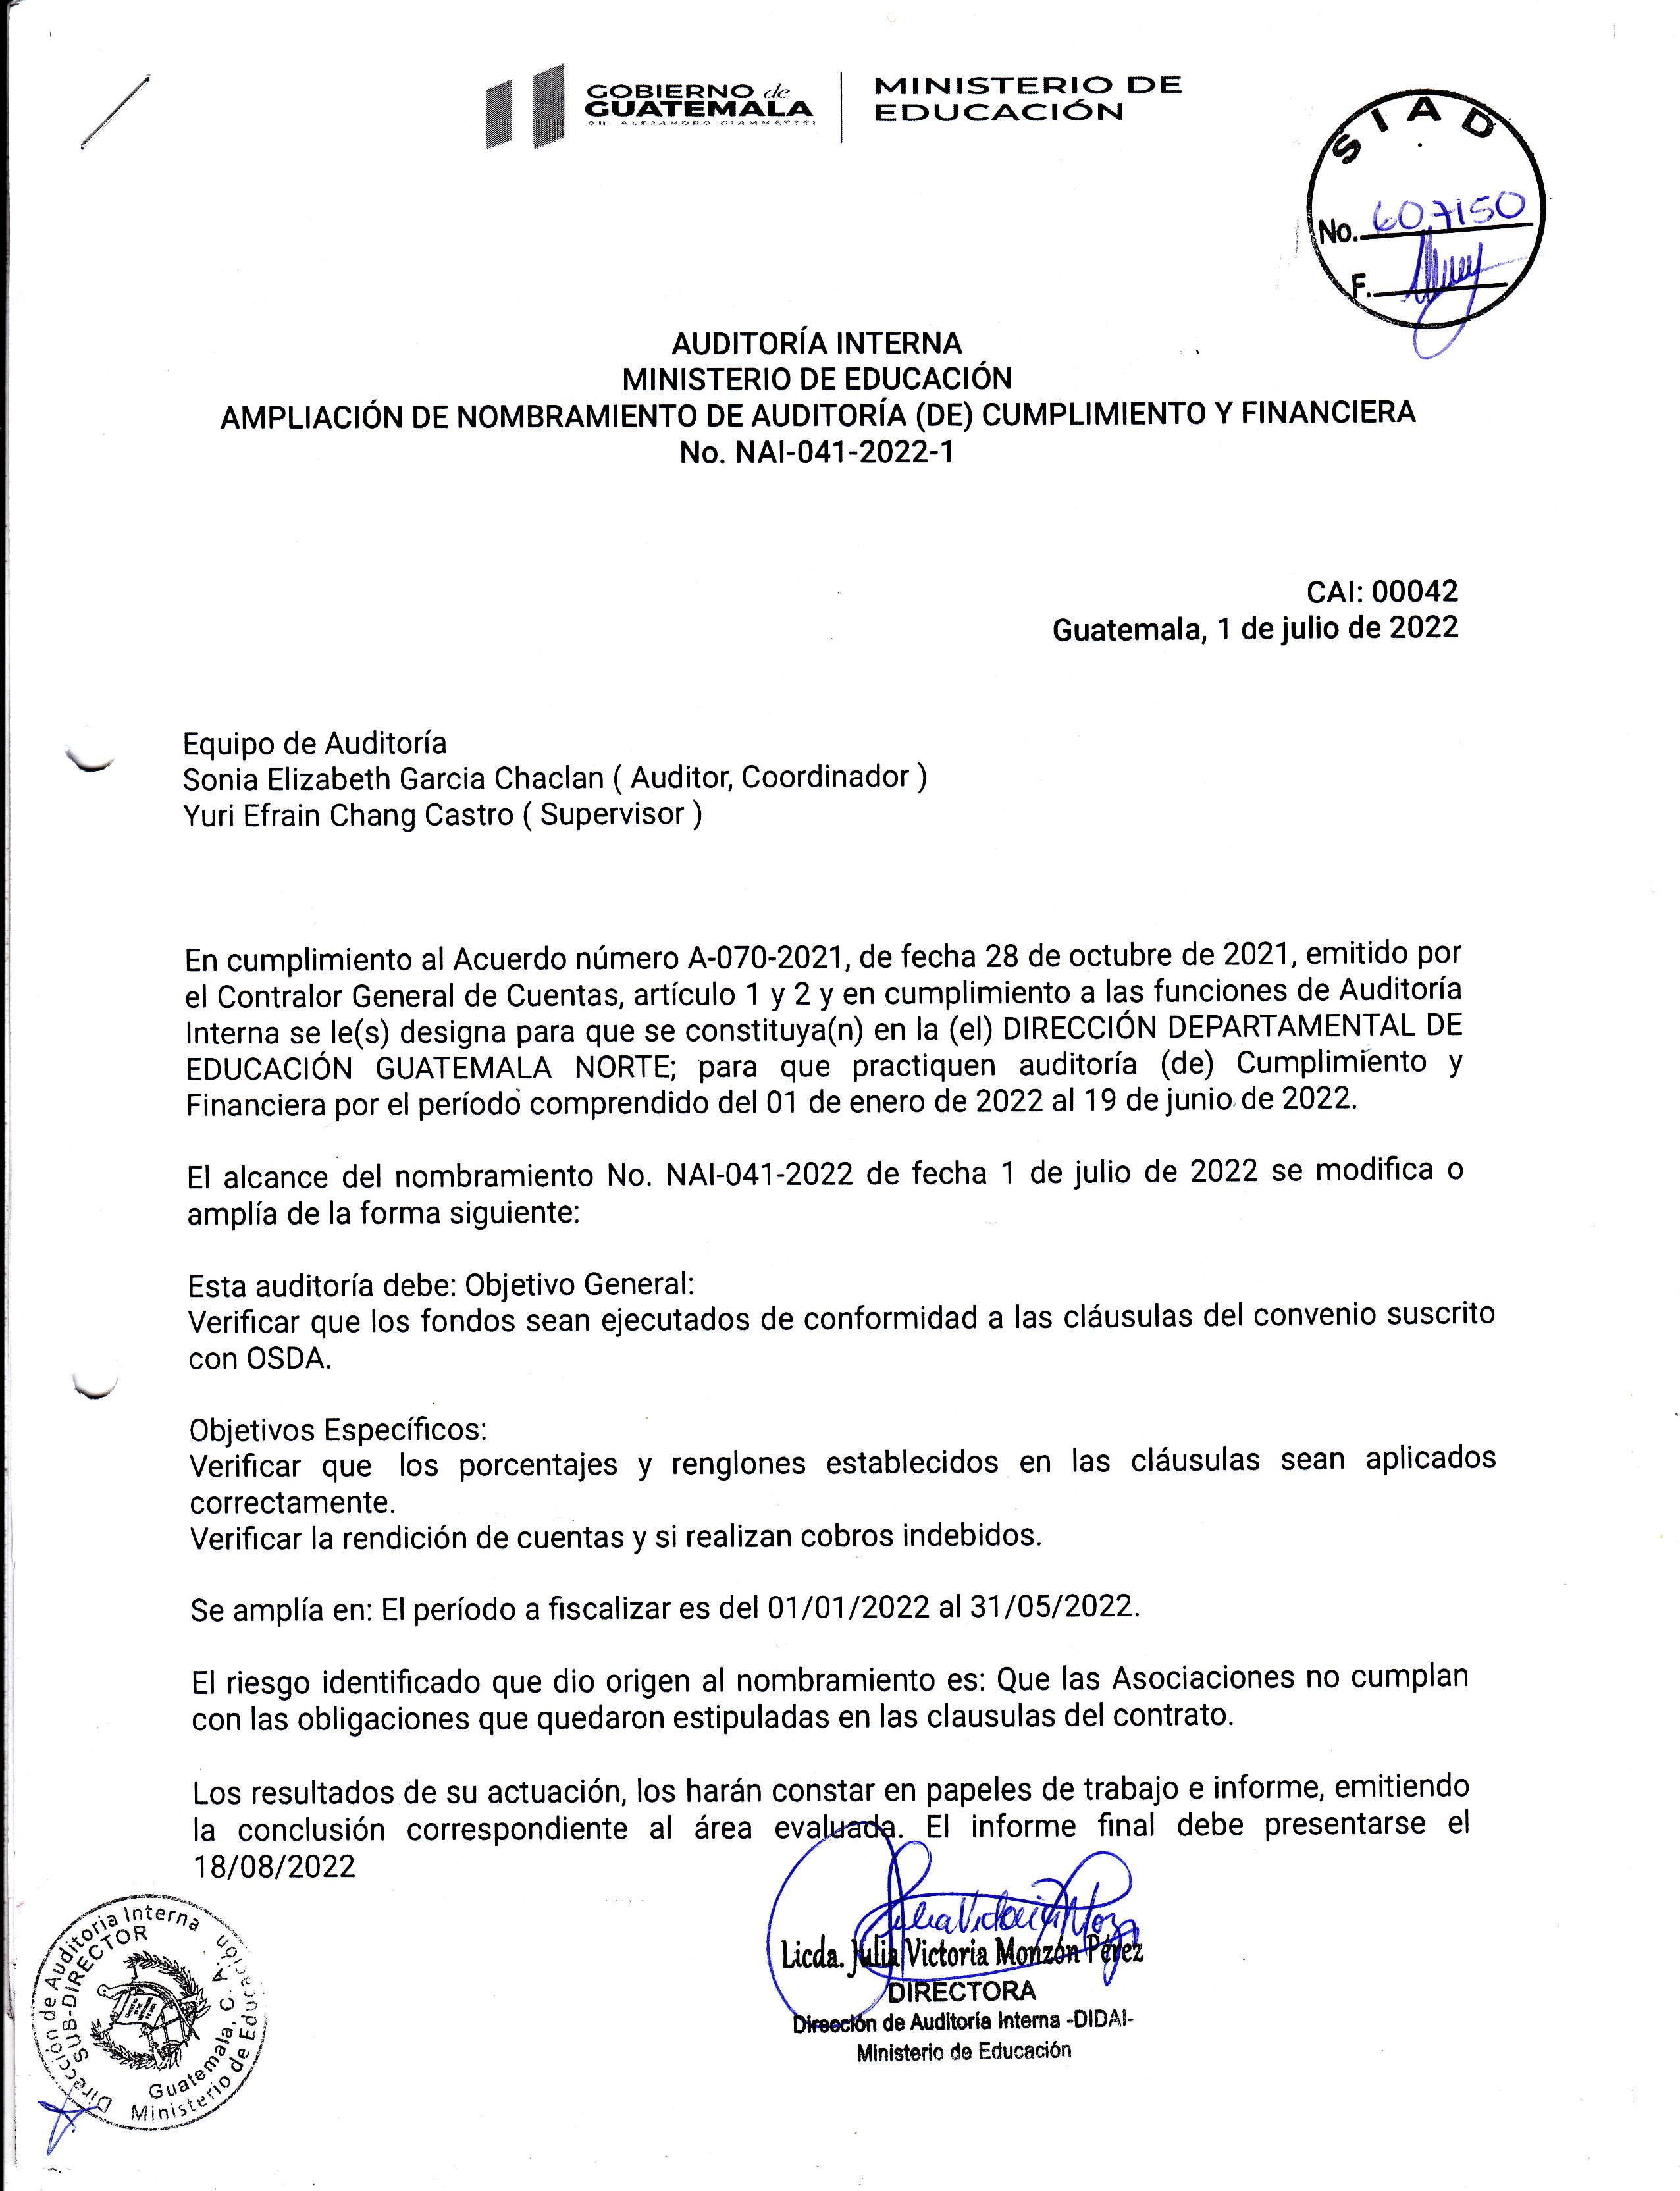 GOBIERNO de
GUATEMALA
DR. ALEJANDRO GIAMMATTEI
MINISTERIO DE
EDUCACIÓN
SIAD
No. 607150
F.
AUDITORÍA INTERNA
MINISTERIO DE EDUCACIÓN
AMPLIACIÓN DE NOMBRAMIENTO DE AUDITORÍA (DE) CUMPLIMIENTO Y FINANCIERA
No. NAI-041-2022-1
CAI: 00042
Guatemala, 1 de julio de 2022
Equipo de Auditoría
Sonia Elizabeth Garcia Chaclan ( Auditor, Coordinador )
Yuri Efrain Chang Castro ( Supervisor )
En cumplimiento al Acuerdo número A-070-2021, de fecha 28 de octubre de 2021, emitido por
el Contralor General de Cuentas, artículo 1 y 2 y en cumplimiento a las funciones de Auditoría
Interna se le(s) designa para que se constituya(n) en la (el) DIRECCIÓN DEPARTAMENTAL DE
EDUCACIÓN GUATEMALA NORTE; para que practiquen auditoría (de) Cumplimiento y
Financiera por el período comprendido del 01 de enero de 2022 al 19 de junio de 2022.
El alcance del nombramiento No. NAI-041-2022 de fecha 1 de julio de 2022 se modifica o
amplía de la forma siguiente:
Esta auditoría debe: Objetivo General:
Verificar que los fondos sean ejecutados de conformidad a las cláusulas del convenio suscrito
con OSDA.
Objetivos Específicos:
Verificar que los porcentajes y renglones establecidos en las cláusulas sean aplicados
correctamente.
Verificar la rendición de cuentas y si realizan cobros indebidos.
Se amplía en: El período a fiscalizar es del 01/01/2022 al 31/05/2022.
El riesgo identificado que dio origen al nombramiento es: Que las Asociaciones no cumplan
con las obligaciones que quedaron estipuladas en las clausulas del contrato.
Los resultados de su actuación, los harán constar en papeles de trabajo e informe, emitiendo
la conclusión correspondiente al área evaluada. El informe final debe presentarse el
18/08/2022
Licda. Julia Victoria Monzón Pérez
DIRECTORA
Dirección de Auditoría Interna -DIDAI-
Ministerio de Educación
Dirección de Auditoria Interna
SUB-DIRECTOR
Guatemala, C. A.
Ministerio de Educación